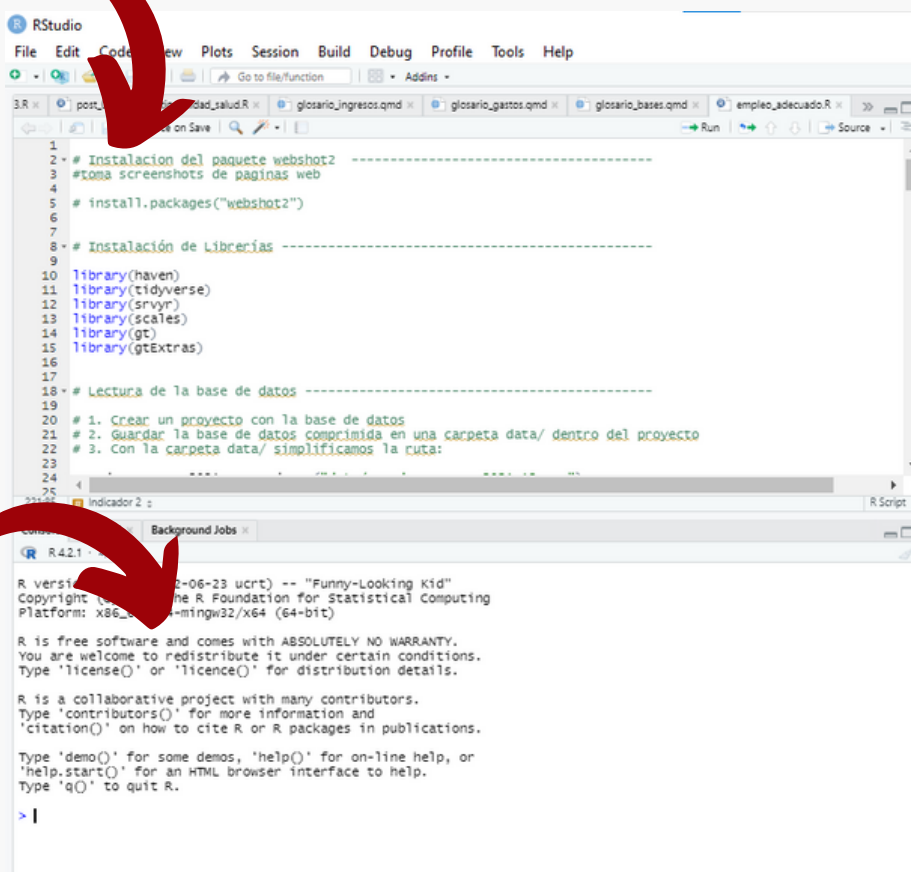 RStudio
File Edit Code Plots Session Build Debug Profile Tools Help
Go to file/function Addins
3.R glosario_ingresos.qmd glosario_gastos.qmd glosario_bases.qmd empleo_adecuado.R
on Save Run Source
1
2 # Instalacion del paquete webshot2 ---------------------------------------
3 #toma screenshots de paginas web
4
5 # install.packages("webshot2")
6
7
8 # Instalación de Librerías ------------------------------------------------
9
10 library(haven)
11 library(tidyverse)
12 library(srvyr)
13 library(scales)
14 library(gt)
15 library(gtExtras)
16
17
18 # Lectura de la base de datos ---------------------------------------------
19
20 # 1. Crear un proyecto con la base de datos
21 # 2. Guardar la base de datos comprimida en una carpeta data/ dentro del proyecto
22 # 3. Con la carpeta data/ simplificamos la ruta:
23
24
25
Indicador 2 R Script
Background Jobs
R 4.2.1
R 2-06-23 ucrt) -- "Funny-Looking Kid"
Copyright R Foundation for Statistical Computing
Platform: -mingw32/x64 (64-bit)
R is free software and comes with ABSOLUTELY NO WARRANTY.
You are welcome to redistribute it under certain conditions.
Type 'license()' or 'licence()' for distribution details.
R is a collaborative project with many contributors.
Type 'contributors()' for more information and
'citation()' on how to cite R or R packages in publications.
Type 'demo()' for some demos, 'help()' for on-line help, or
'help.start()' for an HTML browser interface to help.
Type 'q()' to quit R.
>